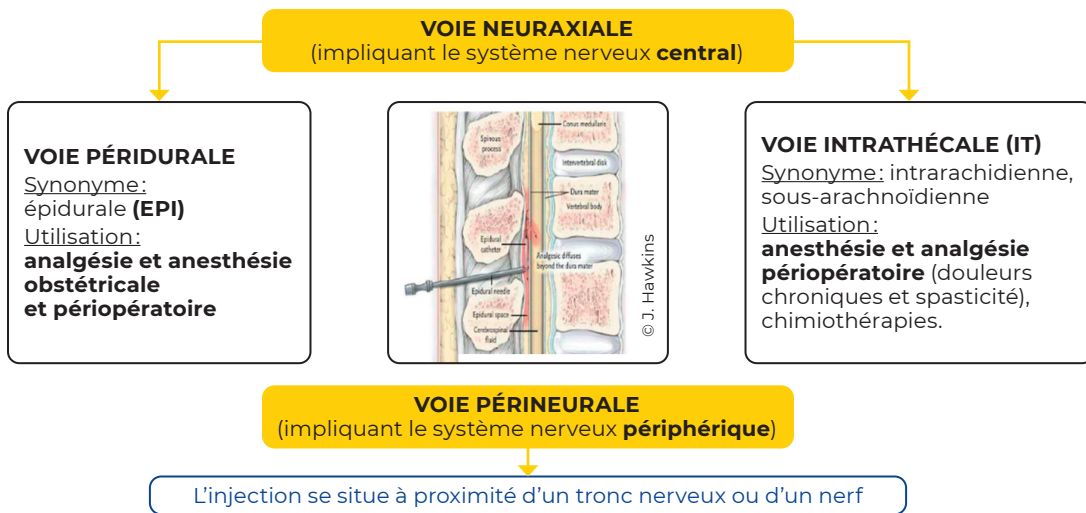 VOIE NEURAXIALE
(impliquant le système nerveux central)
VOIE PÉRIDURALE
Synonyme :
épidurale (EPI)
Utilisation :
analgésie et anesthésie
obstétricale
et périopératoire
Conus medullaris
Spinous
process
Intervertebral disk
Dura mater
Vertebral body
Epidural
catheter
Analgesic diffuses
beyond the dura mater
Epidural needle
Epidural space
Cerebrospinal
fluid
© J. Hawkins
VOIE INTRATHÉCALE (IT)
Synonyme : intrarachidienne,
sous-arachnoïdienne
Utilisation :
anesthésie et analgésie
périopératoire (douleurs
chroniques et spasticité),
chimiothérapies.
VOIE PÉRINEURALE
(impliquant le système nerveux périphérique)
L’injection se situe à proximité d’un tronc nerveux ou d’un nerf